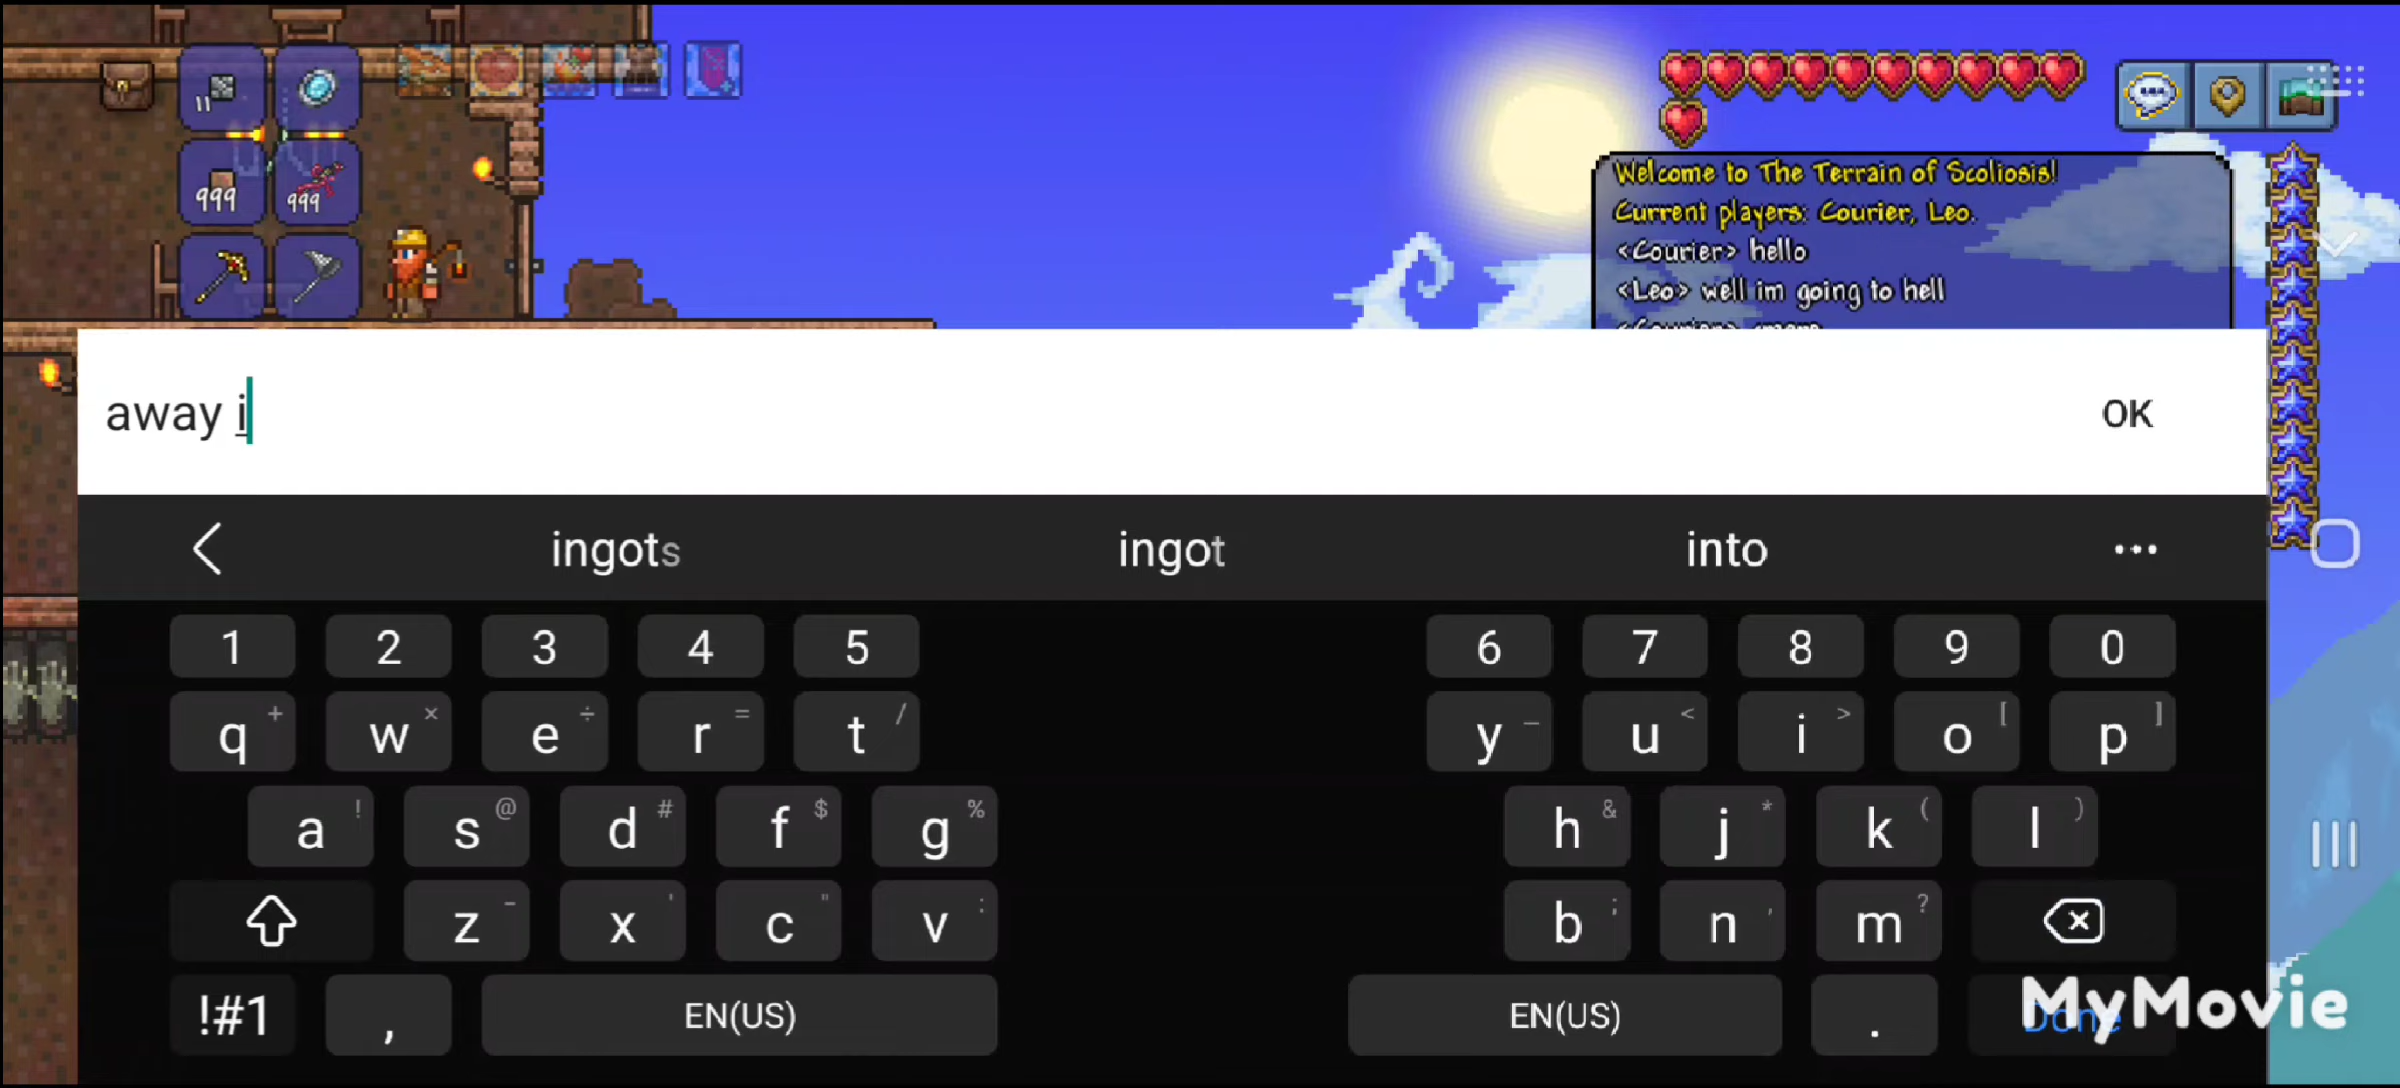 11
999
999
Welcome to The Terrain of Scoliosis!
Current players: Courier, Leo.
<Courier> hello
<Leo> well im going to hell
away i
OK
ingots
ingot
into
1 2 3 4 5 6 7 8 9 0
q + w × e ÷ r = t / y _ u < i > o [ p ]
a ! s @ d # f $ g % h & j * k ( l )
z - x ' c " v : b ; n , m ?
!#1 , EN(US) EN(US) .
Done
MyMovie